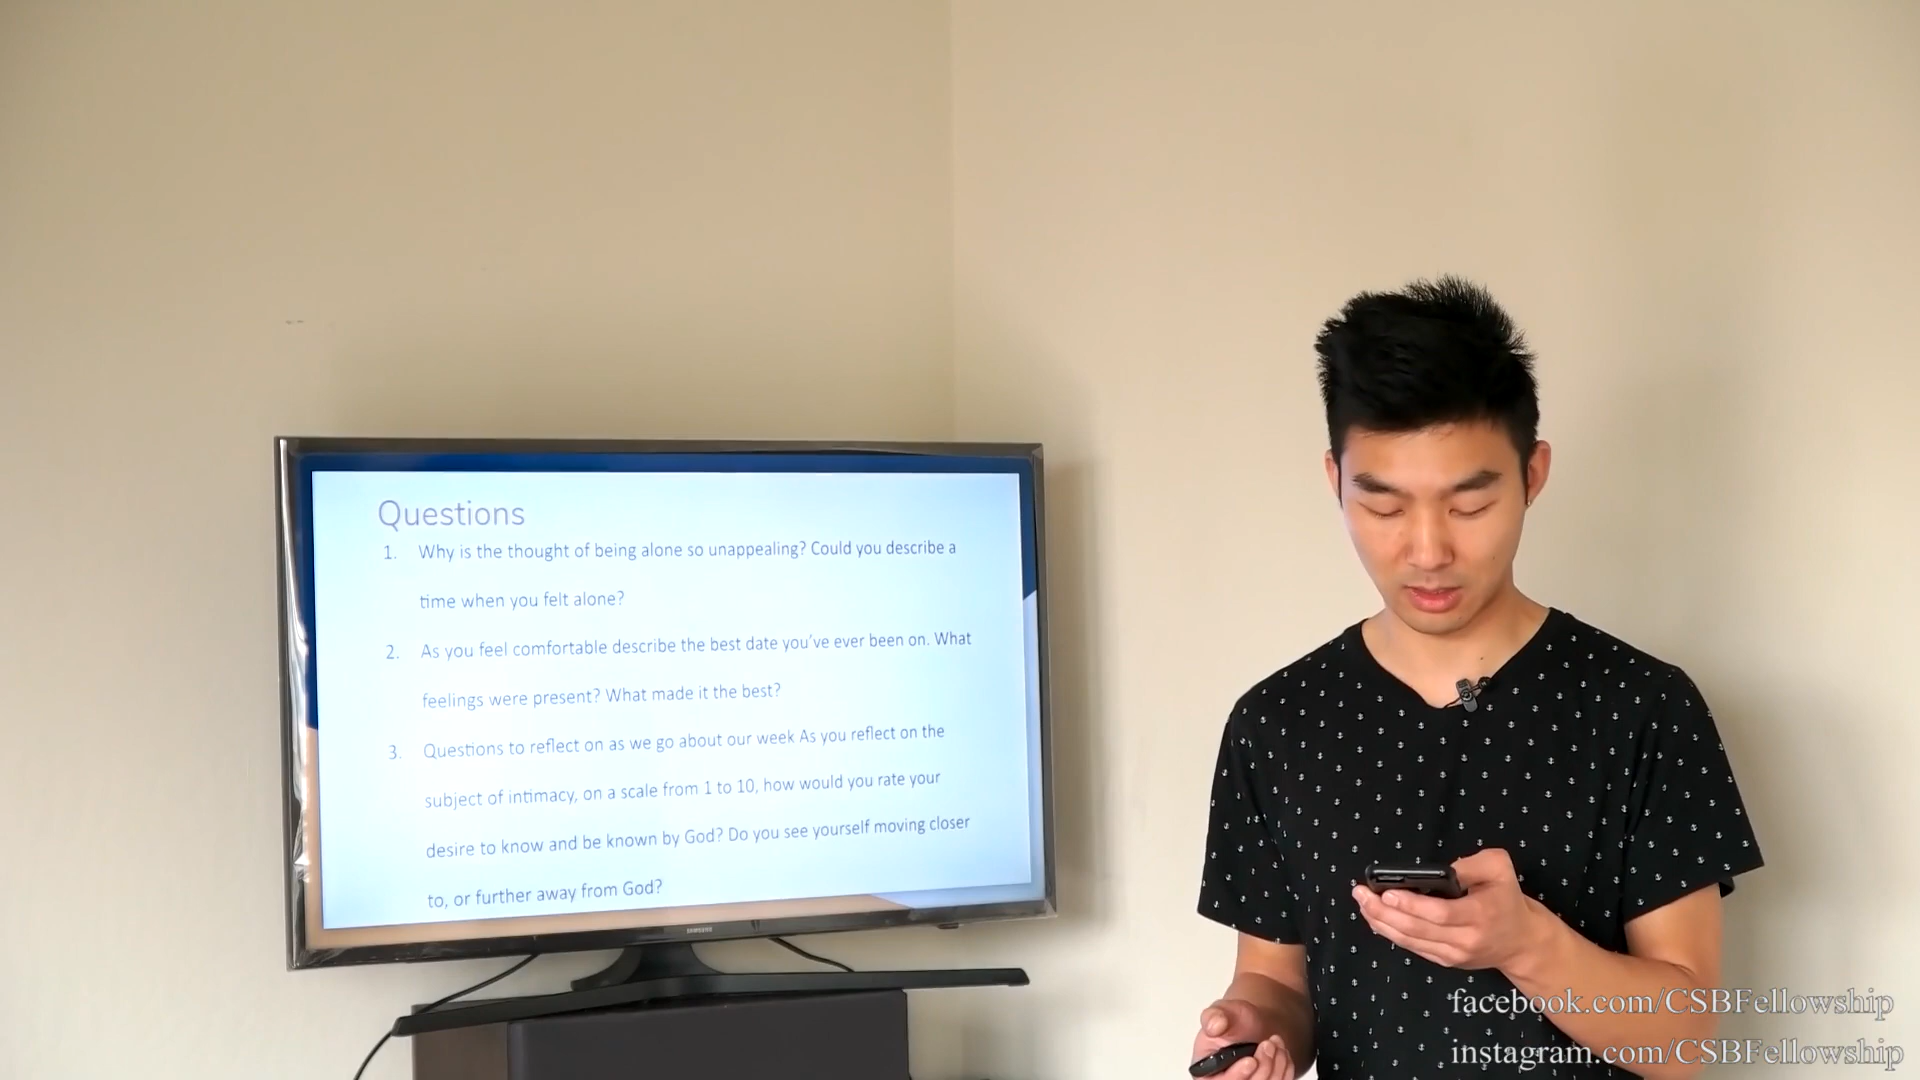 Questions
1. Why is the thought of being alone so unappealing? Could you describe a
time when you felt alone?
2. As you feel comfortable describe the best date you've ever been on. What
feelings were present? What made it the best?
3. Questions to reflect on as we go about our week As you reflect on the
subject of intimacy, on a scale from 1 to 10, how would you rate your
desire to know and be known by God? Do you see yourself moving closer
to, or further away from God?
SAMSUNG
facebook.com/CSBFellowship
instagram.com/CSBFellowship